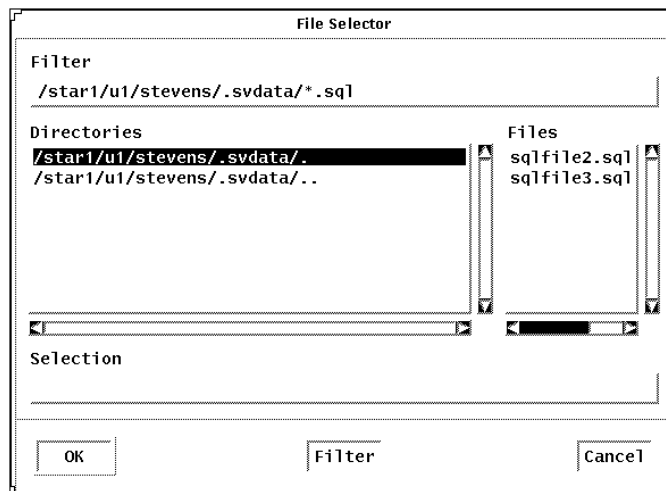 File Selector
Filter
/star1/u1/stevens/.svdata/*.sql
Directories
/star1/u1/stevens/.svdata/.
/star1/u1/stevens/.svdata/..
Files
sqlfile2.sql
sqlfile3.sql
Selection
OK
Filter
Cancel